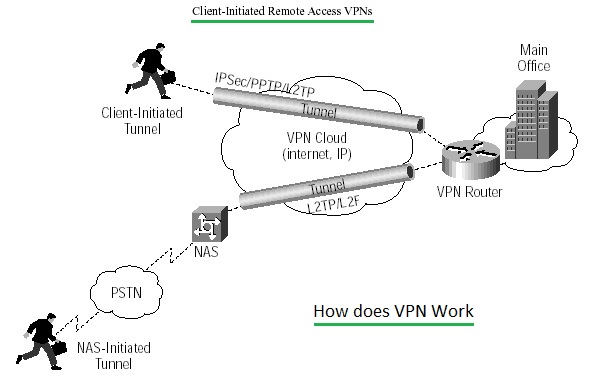 Client-Initiated Remote Access VPNs
Main
Office
IPSec/PPTP/L2TP
Tunnel
Client-Initiated
Tunnel
VPN Cloud
(internet, IP)
VPN Router
Tunnel
L2TP/L2F
NAS
PSTN
How does VPN Work
NAS-Initiated
Tunnel